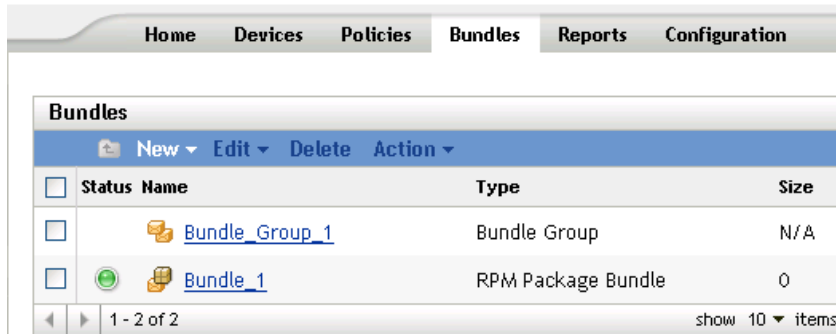 Home Devices Policies Bundles Reports Configuration
Bundles
New Edit Delete Action
Status Name Type Size
Bundle_Group_1 Bundle Group N/A
Bundle_1 RPM Package Bundle 0
1 - 2 of 2 show 10 items